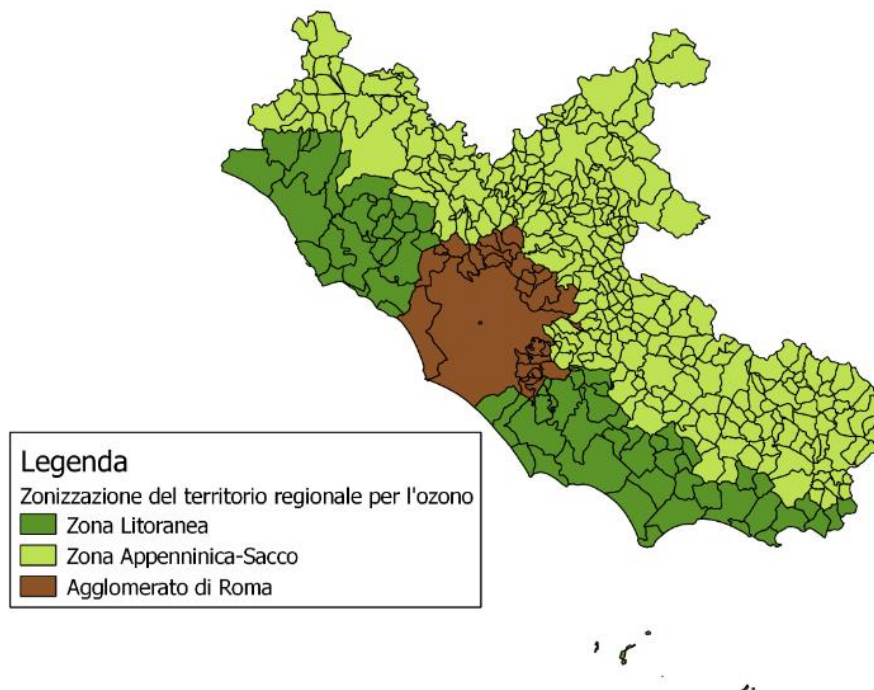 Legenda
Zonizzazione del territorio regionale per l'ozono
Zona Litoranea
Zona Appenninica-Sacco
Agglomerato di Roma